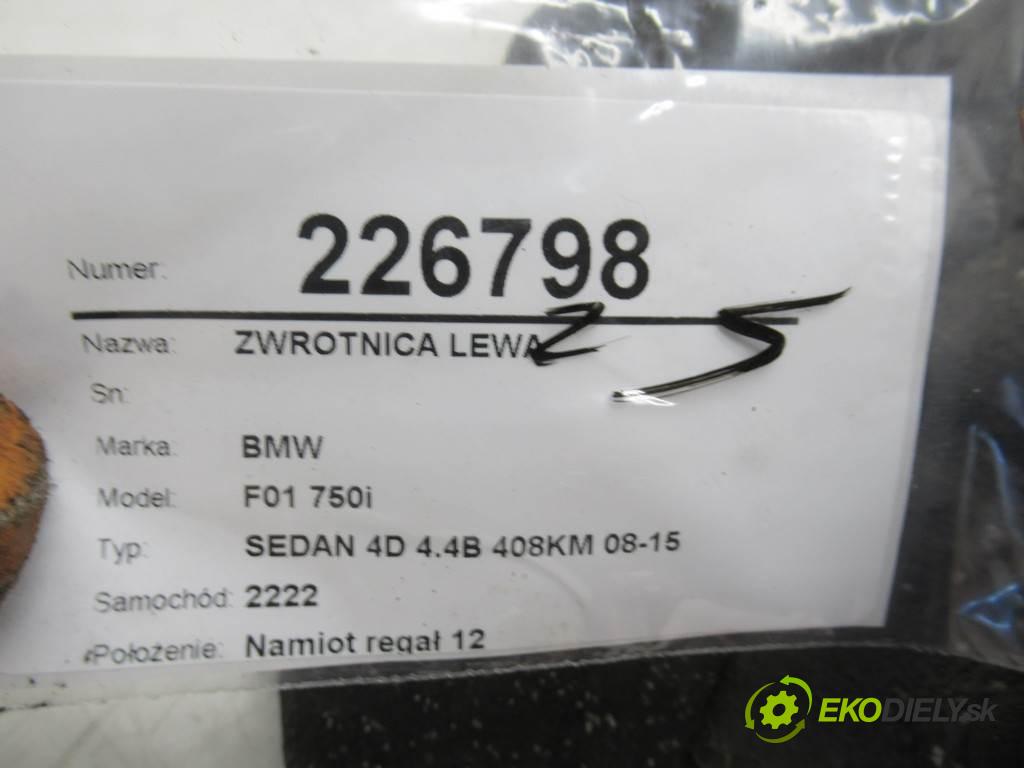 Numer: 226798
Nazwa: ZWROTNICA LEWA
Sn:
Marka: BMW
Model: F01 750i
Typ: SEDAN 4D 4.4B 408KM 08-15
Samochód: 2222
Położenie: Namiot regał 12
EKODIELY.sk